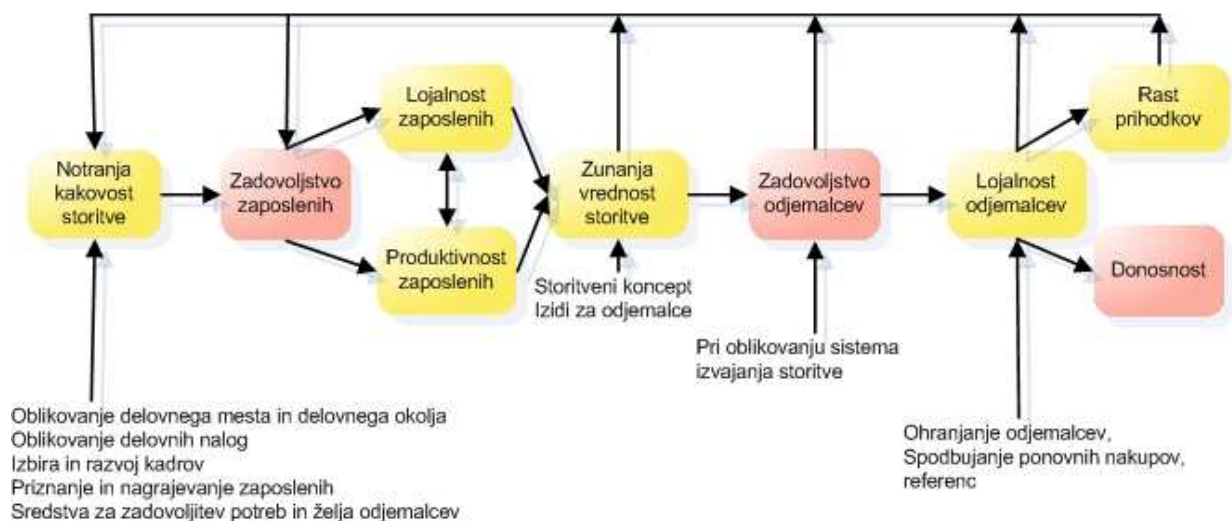 Notranja
kakovost
storitve
Zadovoljstvo
zaposlenih
Lojalnost
zaposlenih
Produktivnost
zaposlenih
Zunanja
vrednost
storitve
Zadovoljstvo
odjemalcev
Lojalnost
odjemalcev
Rast
prihodkov
Donosnost
Storitveni koncept
Izidi za odjemalce
Pri oblikovanju sistema
izvajanja storitve
Oblikovanje delovnega mesta in delovnega okolja
Oblikovanje delovnih nalog
Izbira in razvoj kadrov
Priznanje in nagrajevanje zaposlenih
Sredstva za zadovoljitev potreb in želja odjemalcev
Ohranjanje odjemalcev,
Spodbujanje ponovnih nakupov,
referenc